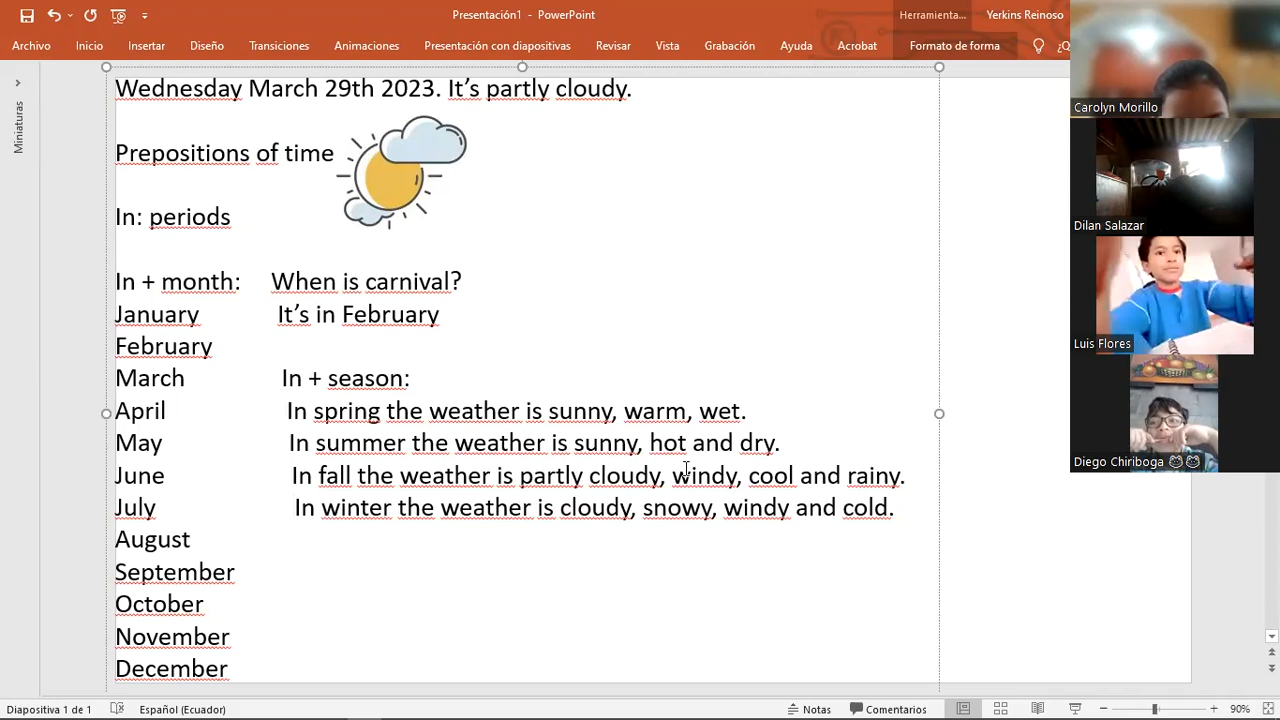 Presentación1 - PowerPoint
Herramienta...
Yerkins Reinoso
Archivo Inicio Insertar Diseño Transiciones Animaciones Presentación con diapositivas Revisar Vista Grabación Ayuda Acrobat Formato de forma ¿Q
Miniaturas
Wednesday March 29th 2023. It’s partly cloudy.
Prepositions of time
In: periods
In + month: When is carnival?
January It’s in February
February
March In + season:
April In spring the weather is sunny, warm, wet.
May In summer the weather is sunny, hot and dry.
June In fall the weather is partly cloudy, windy, cool and rainy.
July In winter the weather is cloudy, snowy, windy and cold.
August
September
October
November
December
Carolyn Morillo
Dilan Salazar
Luis Flores
Diego Chiriboga
Diapositiva 1 de 1 Español (Ecuador) Notas Comentarios 90%